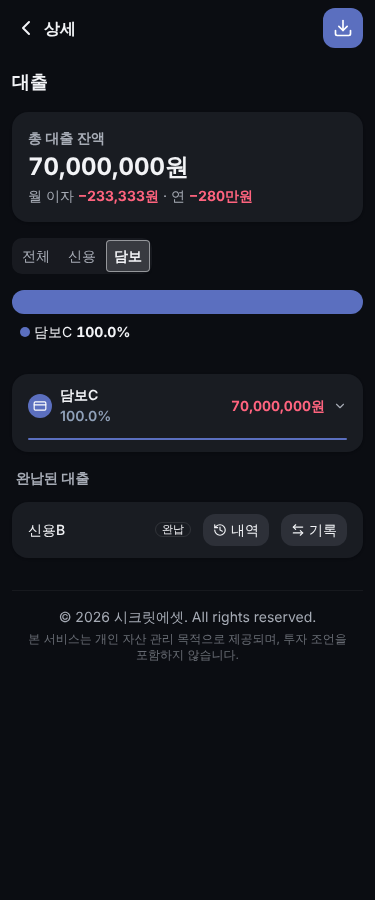 상세
대출
총 대출 잔액
70,000,000원
월 이자 −233,333원 · 연 −280만원
전체 신용 담보
담보C 100.0%
담보C
100.0%
70,000,000원
완납된 대출
신용B 완납 내역 기록
© 2026 시크릿에셋. All rights reserved.
본 서비스는 개인 자산 관리 목적으로 제공되며, 투자 조언을
포함하지 않습니다.